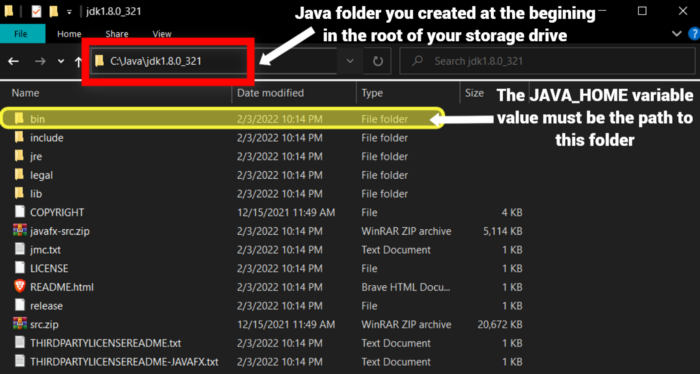 jdk1.8.0_321
Java folder you created at the begining
in the root of your storage drive
File Home Share View
C:\Java\jdk1.8.0_321
Search jdk1.8.0_321
Name Date modified Type Size
The JAVA_HOME variable
value must be the path to
this folder
bin 2/3/2022 10:14 PM File folder
include 2/3/2022 10:14 PM File folder
jre 2/3/2022 10:14 PM File folder
legal 2/3/2022 10:14 PM File folder
lib 2/3/2022 10:14 PM File folder
COPYRIGHT 12/15/2021 11:49 AM File 4 KB
javafx-src.zip 2/3/2022 10:14 PM WinRAR ZIP archive 5,114 KB
jmc.txt 2/3/2022 10:14 PM Text Document 1 KB
LICENSE 2/3/2022 10:14 PM File 1 KB
README.html 2/3/2022 10:14 PM Brave HTML Docu... 1 KB
release 2/3/2022 10:14 PM File 1 KB
src.zip 12/15/2021 11:49 AM WinRAR ZIP archive 20,672 KB
THIRDPARTYLICENSEREADME.txt 2/3/2022 10:14 PM Text Document 1 KB
THIRDPARTYLICENSEREADME-JAVAFX.txt 2/3/2022 10:14 PM Text Document 1 KB